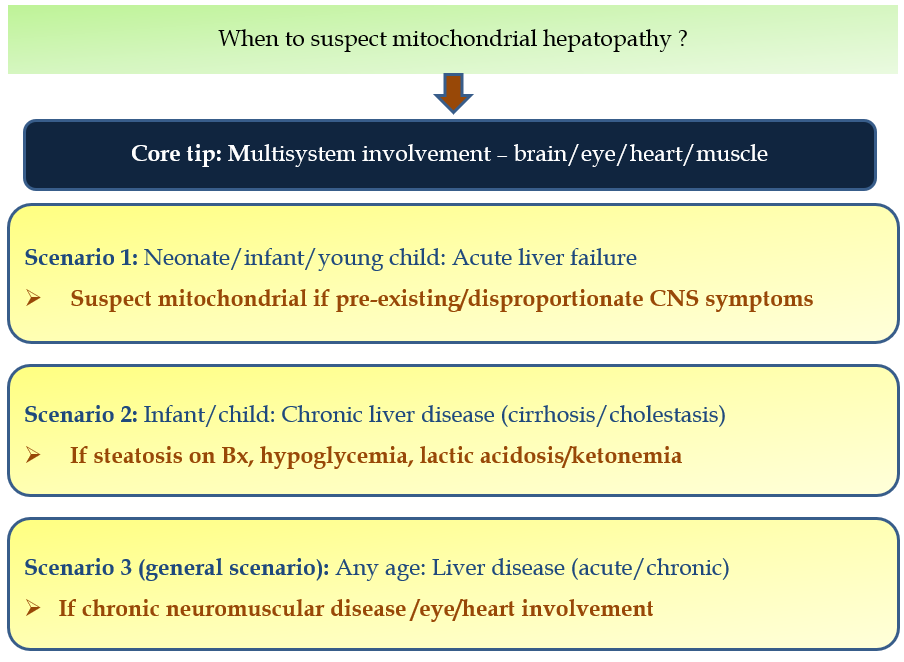 When to suspect mitochondrial hepatopathy ?
Core tip: Multisystem involvement – brain/eye/heart/muscle
Scenario 1: Neonate/infant/young child: Acute liver failure
➢ Suspect mitochondrial if pre-existing/disproportionate CNS symptoms
Scenario 2: Infant/child: Chronic liver disease (cirrhosis/cholestasis)
➢ If steatosis on Bx, hypoglycemia, lactic acidosis/ketonemia
Scenario 3 (general scenario): Any age: Liver disease (acute/chronic)
➢ If chronic neuromuscular disease /eye/heart involvement